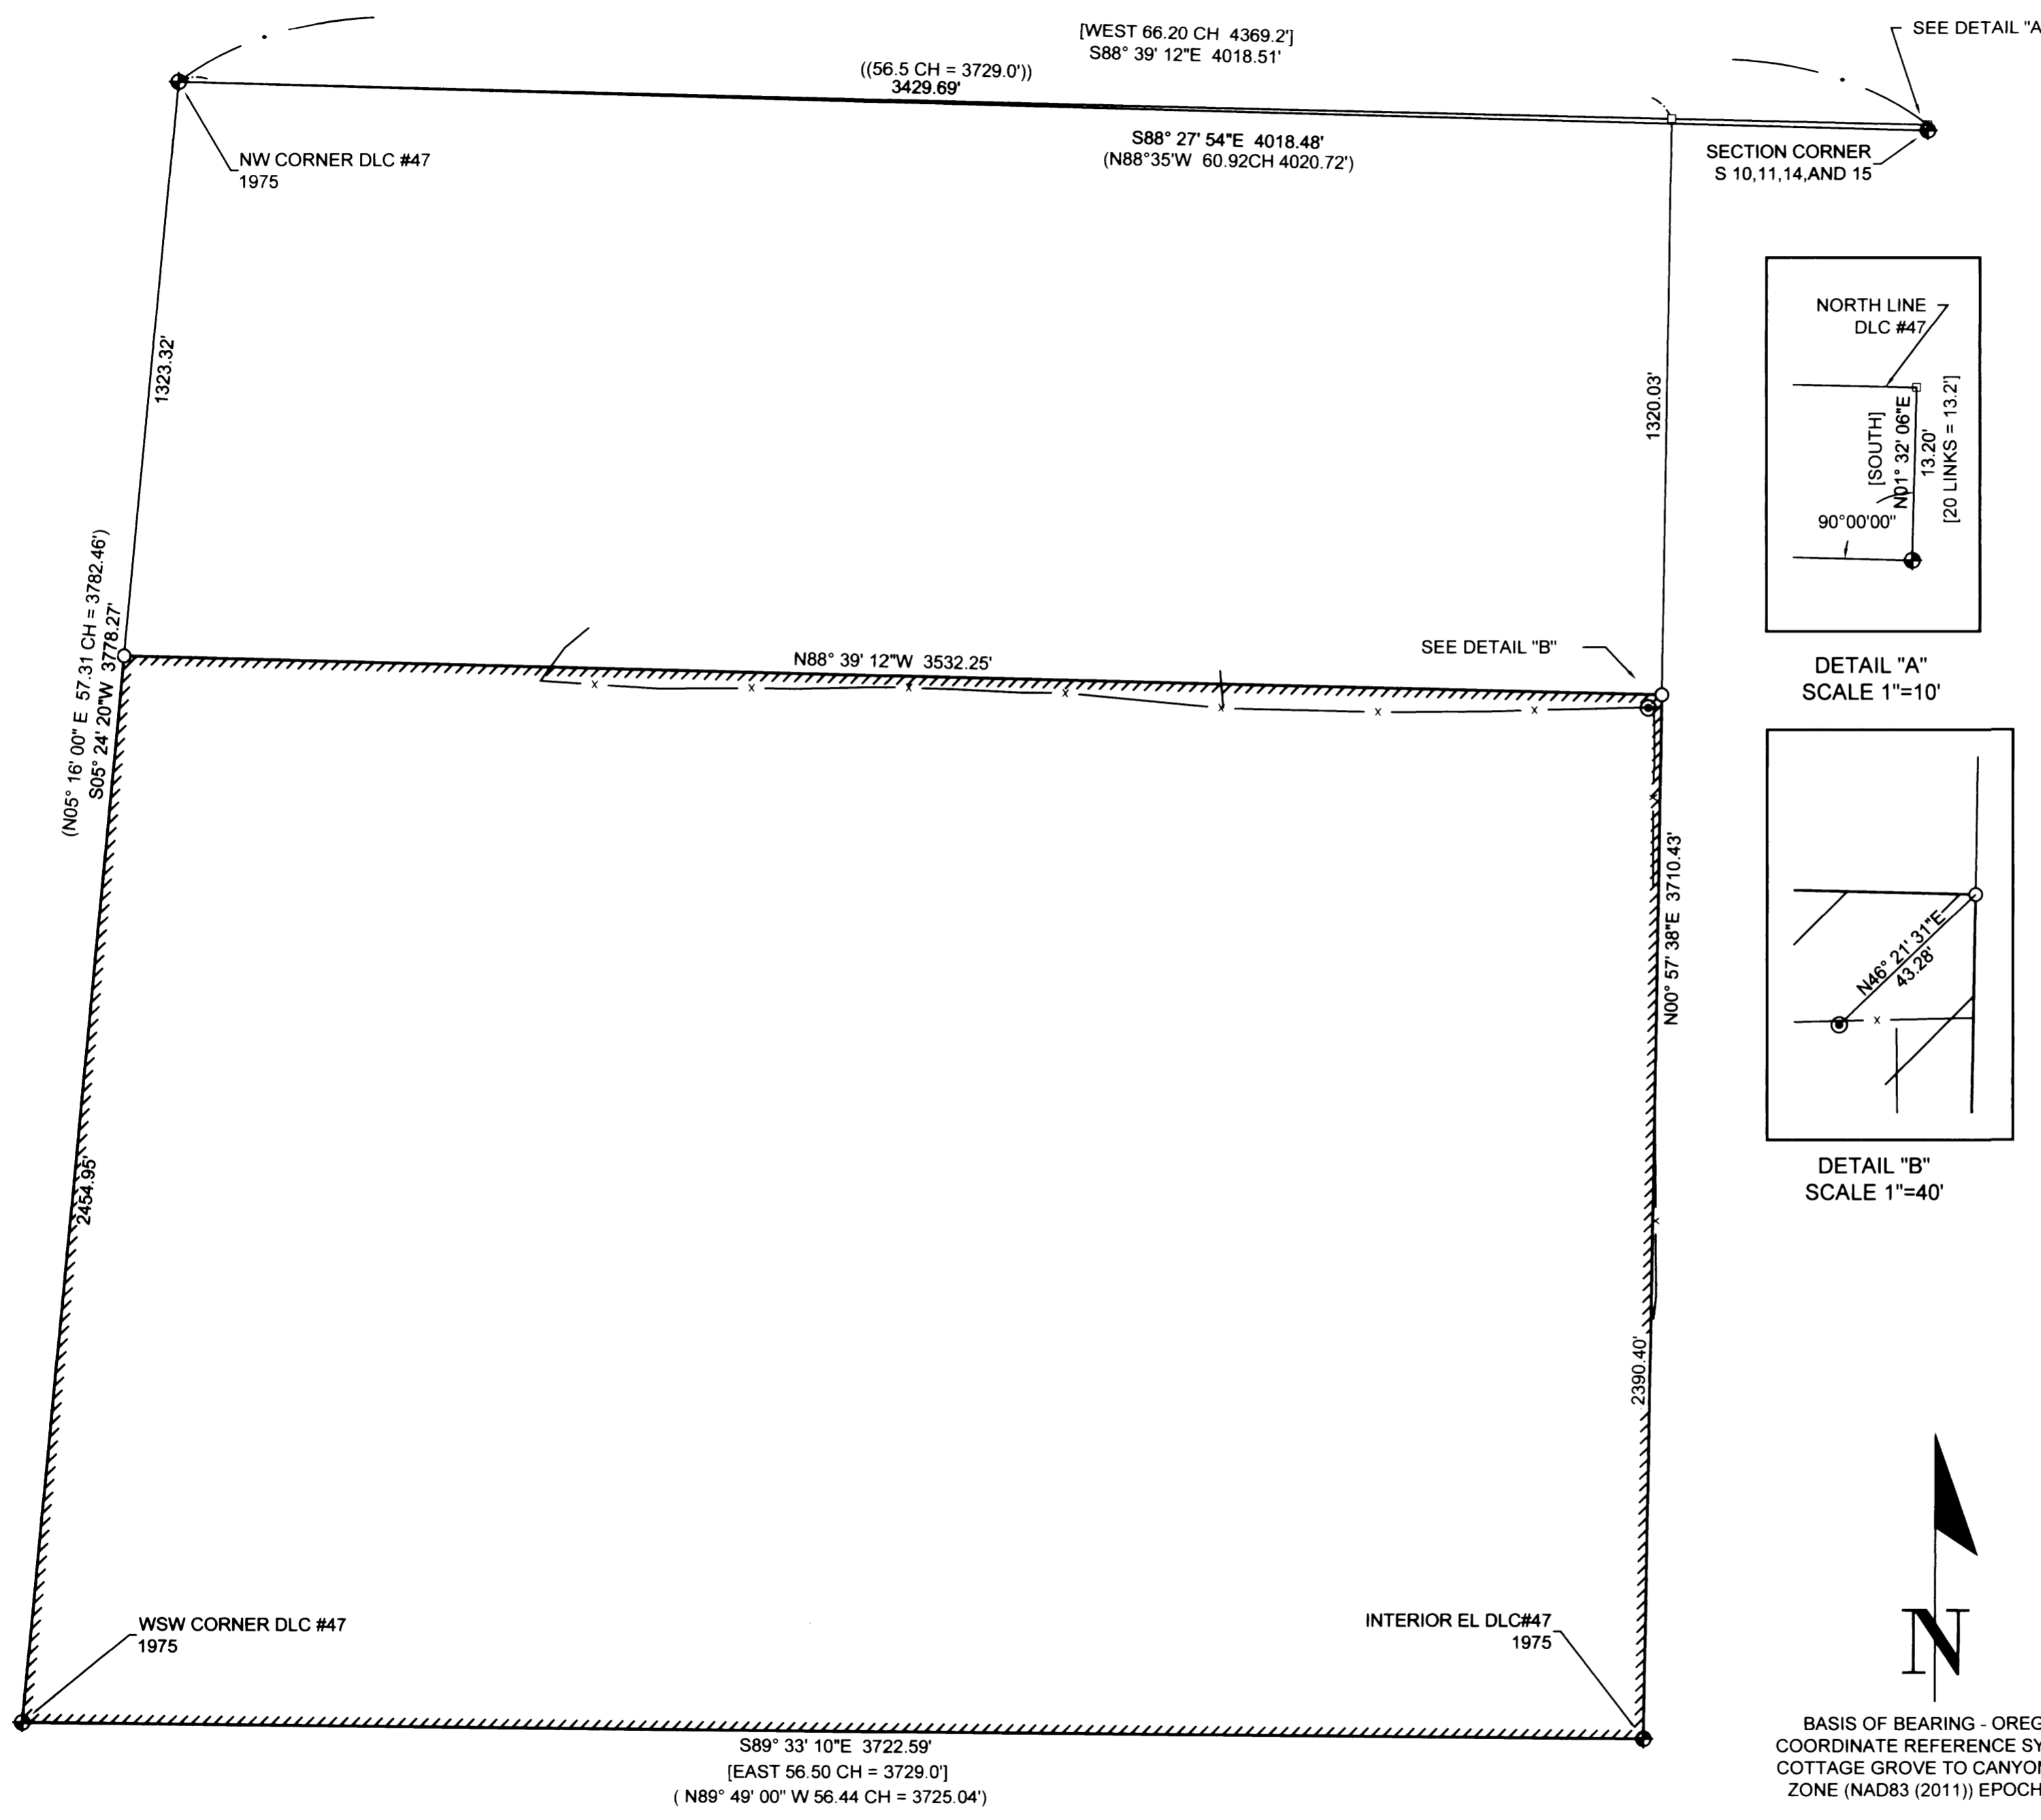 [WEST 66.20 CH 4369.2']
S88° 39' 12"E 4018.51'
((56.5 CH = 3729.0'))
3429.69'
SEE DETAIL "A
S88° 27' 54"E 4018.48'
(N88°35'W 60.92CH 4020.72')
NW CORNER DLC #47
1975
SECTION CORNER
S 10,11,14,AND 15
1323.32'
1320.03'
NORTH LINE
DLC #47
[SOUTH]
N01° 32' 06"E
13.20'
[20 LINKS = 13.2']
90°00'00"
DETAIL "A"
SCALE 1"=10'
(N05° 16' 00" E 57.31 CH = 3782.46')
S05° 24' 20"W 3778.27'
N88° 39' 12"W 3532.25'
SEE DETAIL "B"
N00° 57' 38"E 3710.43'
N46° 21' 31"E
43.28'
DETAIL "B"
SCALE 1"=40'
2454.95'
2390.40'
WSW CORNER DLC #47
1975
INTERIOR EL DLC#47
1975
N
S89° 33' 10"E 3722.59'
[EAST 56.50 CH = 3729.0']
( N89° 49' 00" W 56.44 CH = 3725.04')
BASIS OF BEARING - OREG
COORDINATE REFERENCE SY
COTTAGE GROVE TO CANYON
ZONE (NAD83 (2011)) EPOCH